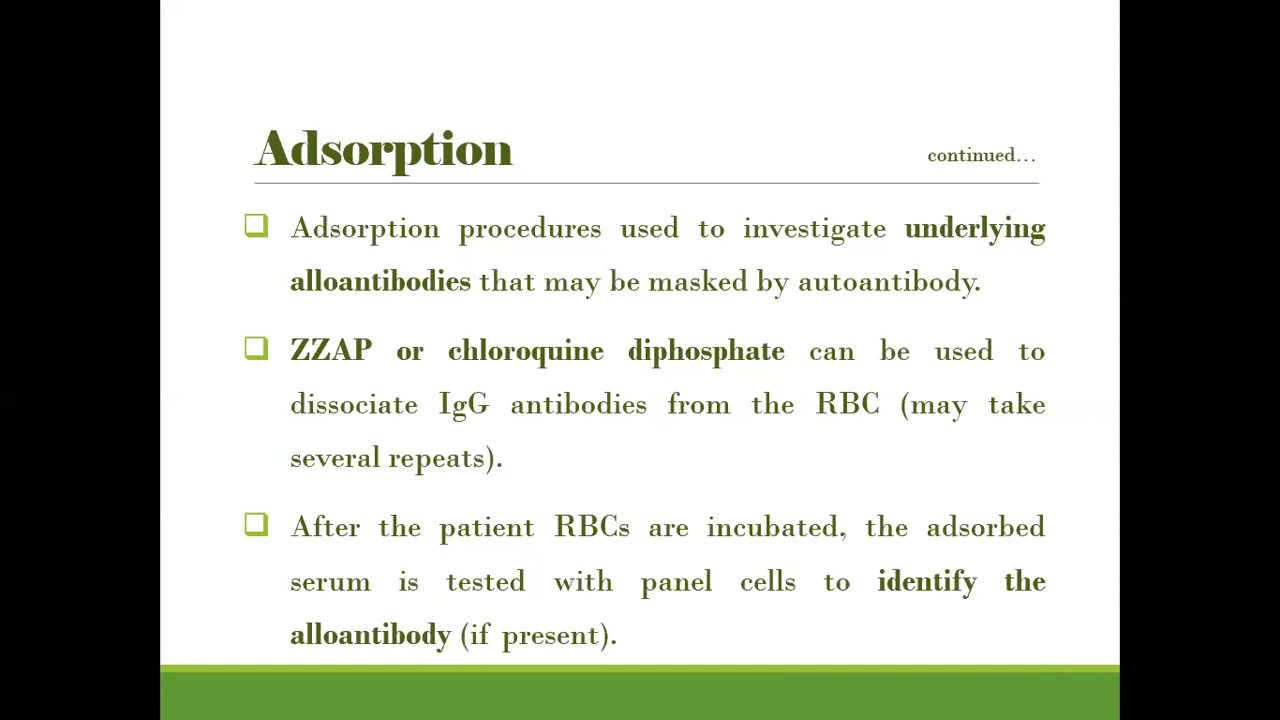 Adsorption continued...
Adsorption procedures used to investigate underlying
alloantibodies that may be masked by autoantibody.
ZZAP or chloroquine diphosphate can be used to
dissociate IgG antibodies from the RBC (may take
several repeats).
After the patient RBCs are incubated, the adsorbed
serum is tested with panel cells to identify the
alloantibody (if present).